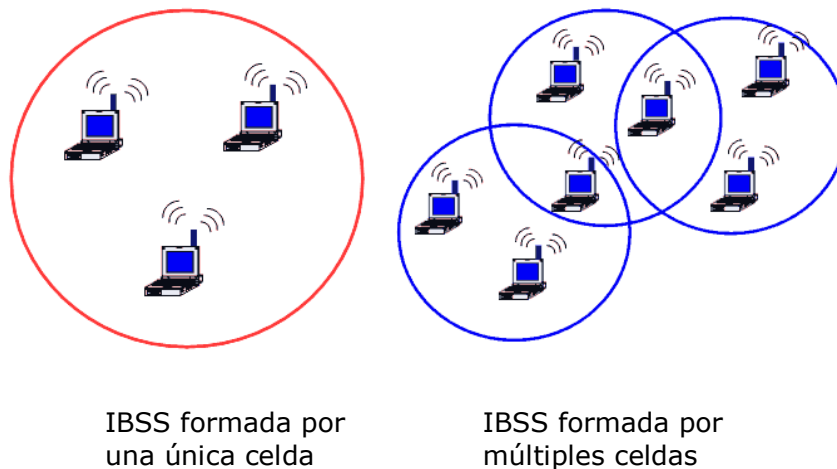 IBSS formada por
una única celda
IBSS formada por
múltiples celdas